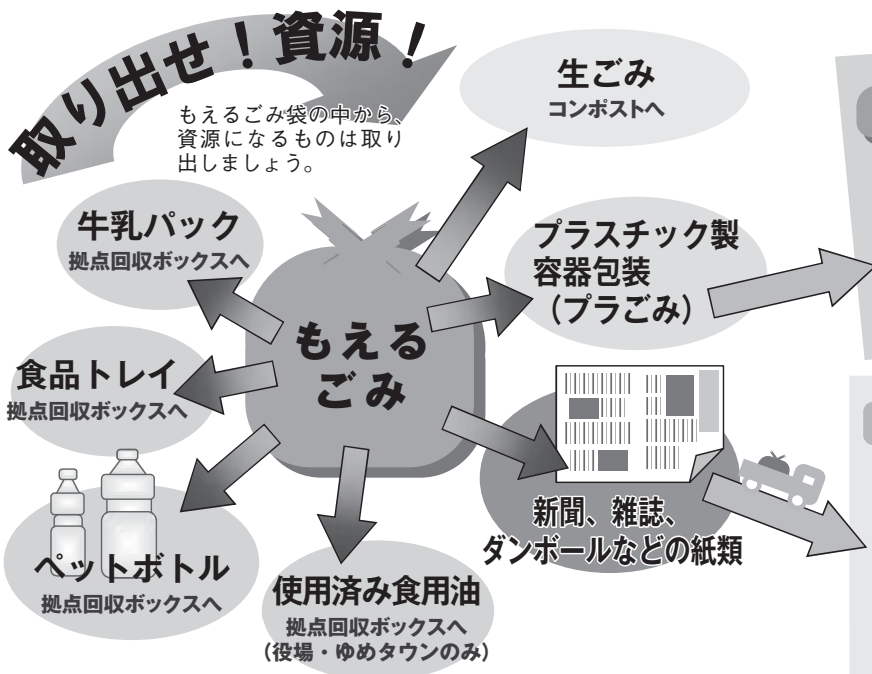 取り出せ！資源！
もえるごみ袋の中から、
資源になるものは取り
出しましょう。
生ごみ
コンポストへ
牛乳パック
拠点回収ボックスへ
プラスチック製
容器包装
（プラごみ）
もえる
ごみ
食品トレイ
拠点回収ボックスへ
新聞、雑誌、
ダンボールなどの紙類
ペットボトル
拠点回収ボックスへ
使用済み食用油
拠点回収ボックスへ
（役場・ゆめタウンのみ）